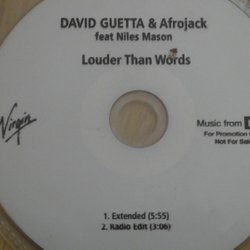 DAVID GUETTA & Afrojack
feat Niles Mason
Louder Than Words
Virgin
Music from
For Promotion
Not For Sale
1. Extended (5:55)
2. Radio Edit (3:06)